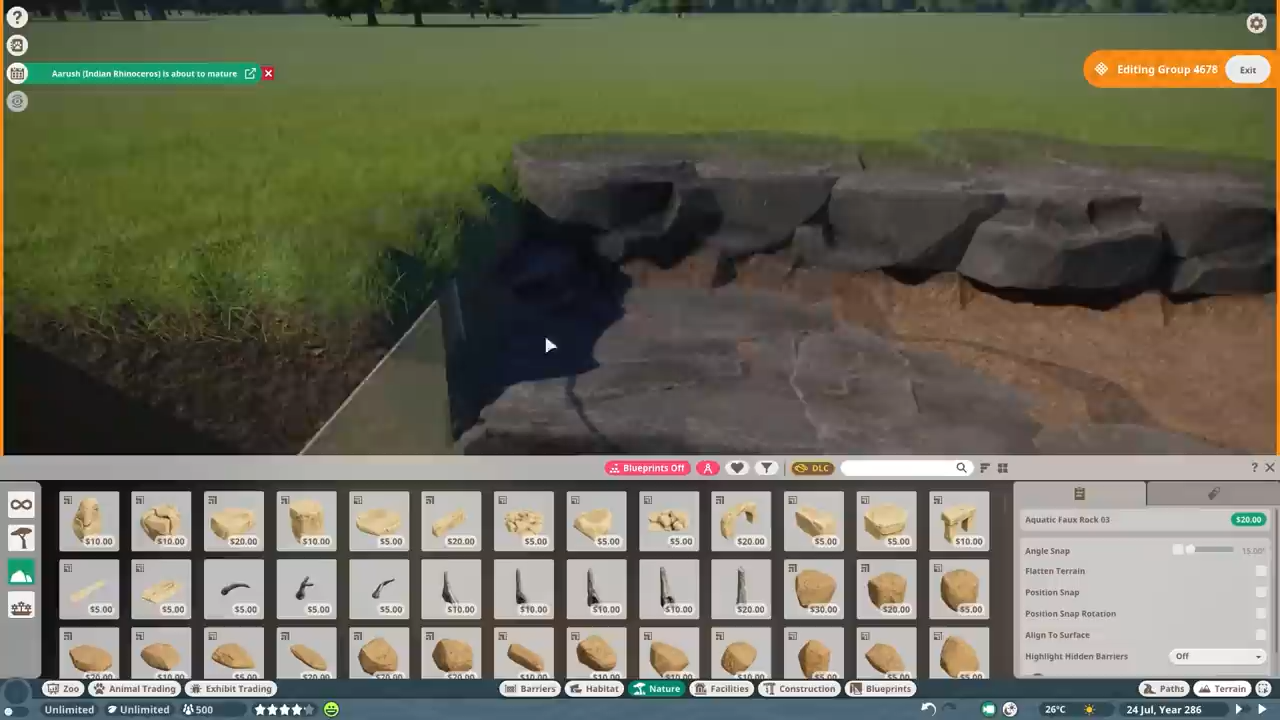 ?
Aarush (Indian Rhinoceros) is about to mature
Editing Group 4678
Exit
Blueprints Off
DLC
?
$10.00 $10.00 $20.00 $10.00 $5.00 $20.00 $5.00 $5.00 $5.00 $20.00 $5.00 $5.00 $10.00
$5.00 $5.00 $5.00 $5.00 $5.00 $10.00 $10.00 $10.00 $10.00 $20.00 $30.00 $20.00 $5.00
Aquatic Faux Rock 03
$20.00
Angle Snap
15.00°
Flatten Terrain
Position Snap
Position Snap Rotation
Align To Surface
Highlight Hidden Barriers
Off
Zoo
Animal Trading
Exhibit Trading
Barriers
Habitat
Nature
Facilities
Construction
Blueprints
Paths
Terrain
Unlimited
Unlimited
500
26°C
24 Jul, Year 286